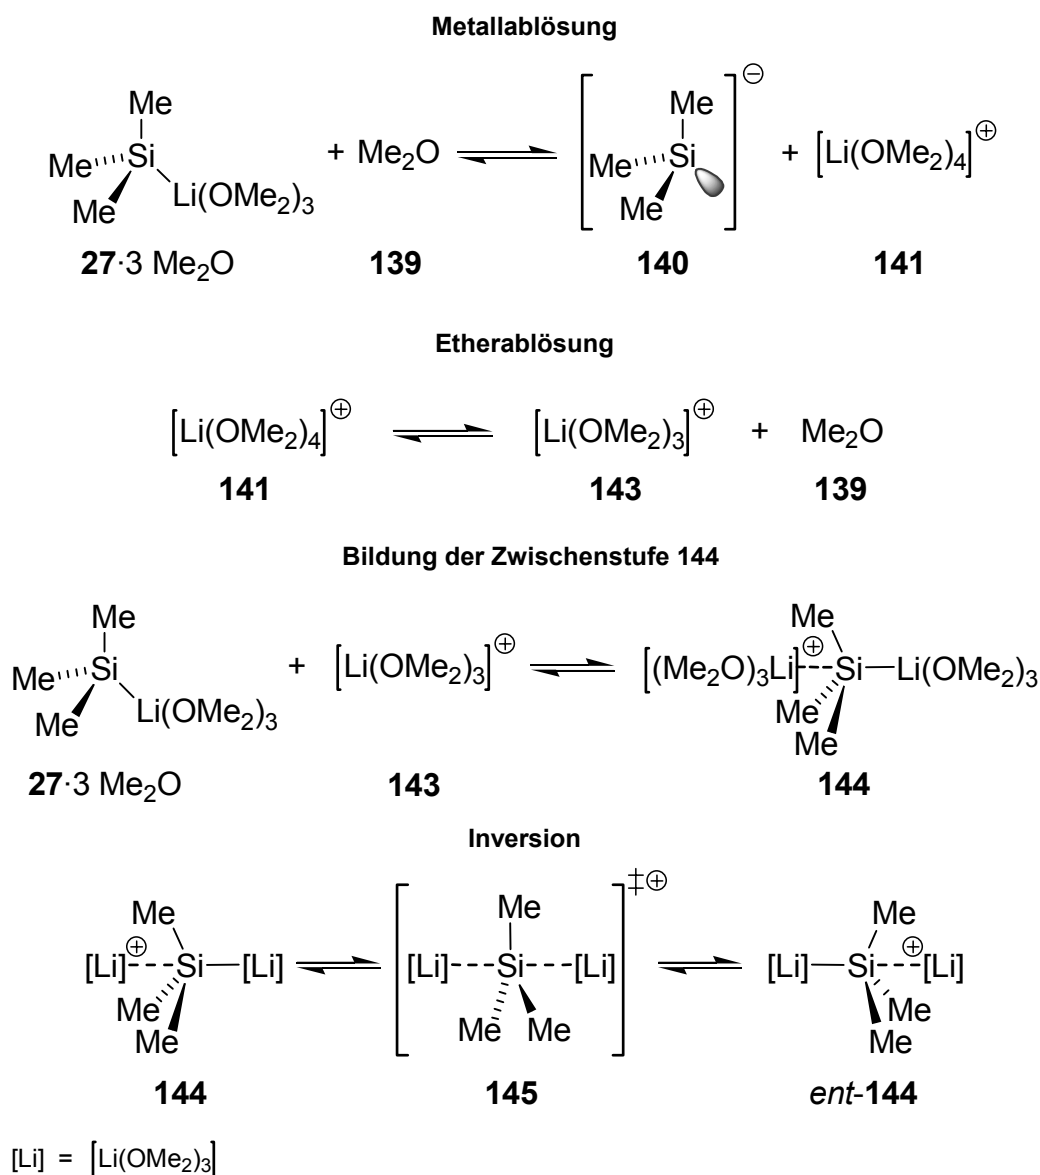 Metallablösung
Me
Me Si + Me₂O ⇌ [Me Me Si Me]⊖ + [Li(OMe₂)₄]⊕
Me Li(OMe₂)₃
27·3 Me₂O 139 140 141
Etherablösung
[Li(OMe₂)₄]⊕ ⇌ [Li(OMe₂)₃]⊕ + Me₂O
141 143 139
Bildung der Zwischenstufe 144
Me Me
Me Si + [Li(OMe₂)₃]⊕ ⇌ [(Me₂O)₃Li]⊕ Si Li(OMe₂)₃
Me Li(OMe₂)₃ Me Me
27·3 Me₂O 143 144
Inversion
Me Me ‡⊕ Me
[Li]⊕ Si [Li] ⇌ [[Li] Si [Li]] ⇌ [Li] Si ⊕[Li]
Me Me Me Me Me Me
144 145 ent-144
[Li] = [Li(OMe₂)₃]